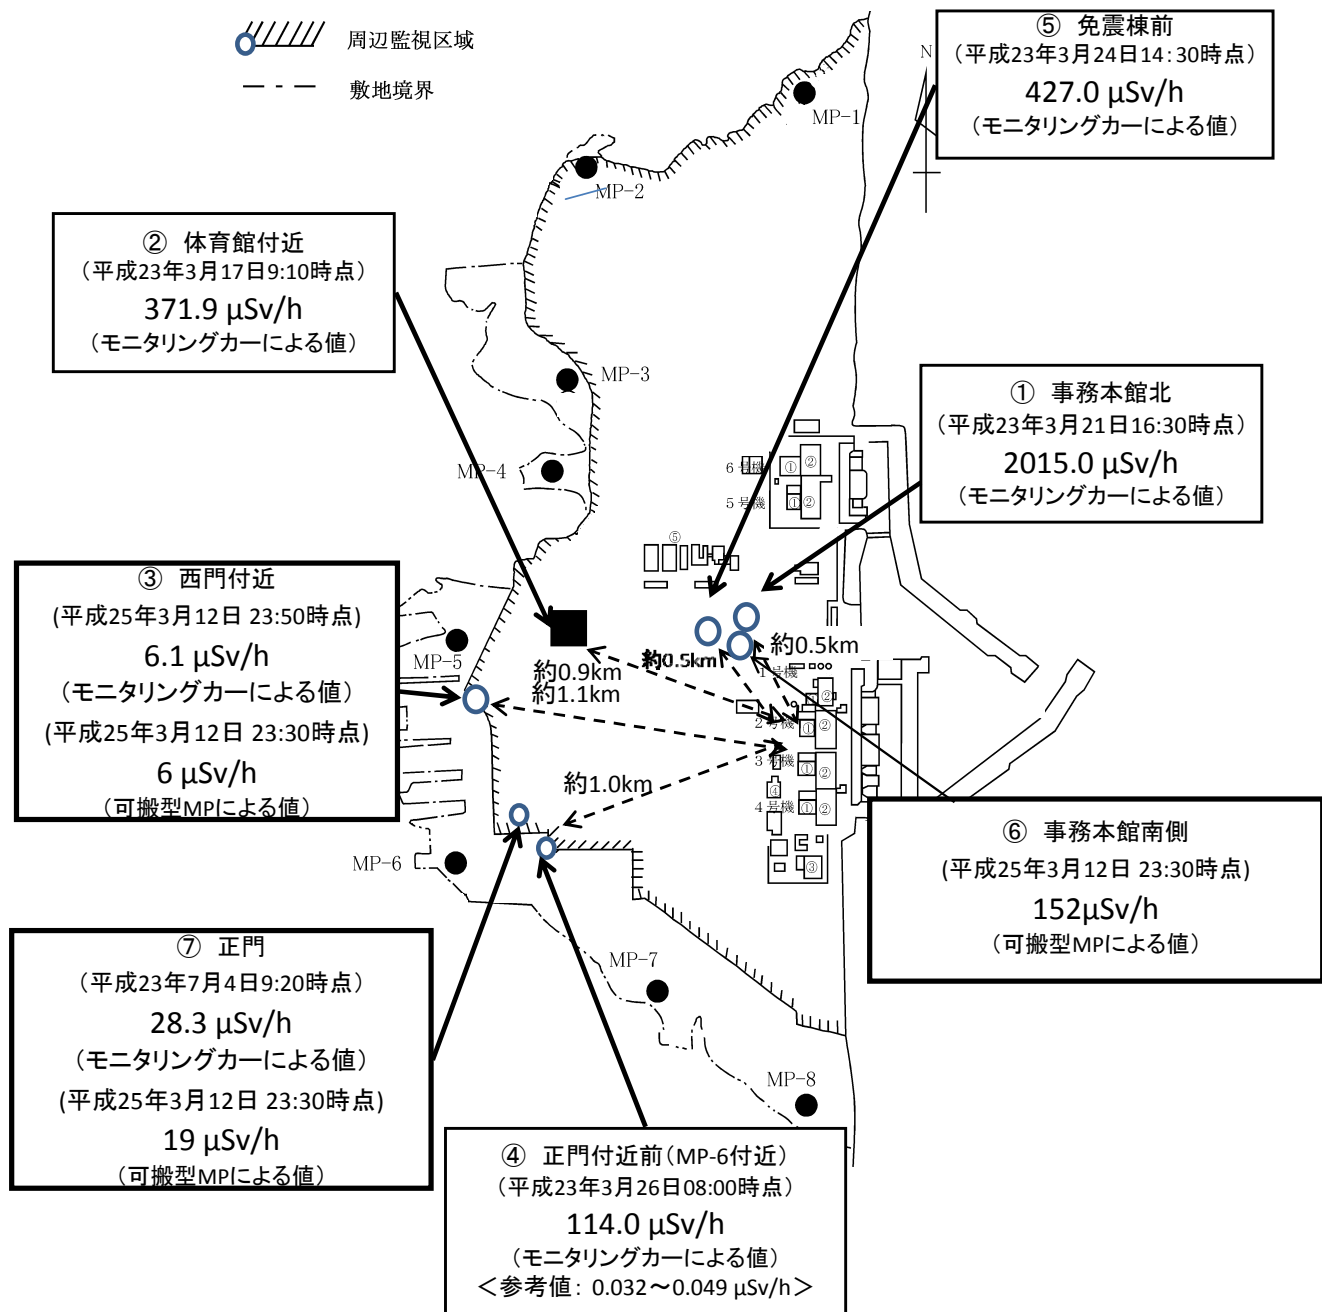 周辺監視区域
敷地境界
⑤ 免震棟前
（平成23年3月24日14:30時点）
427.0 μSv/h
（モニタリングカーによる値）
N
MP-1
MP-2
② 体育館付近
（平成23年3月17日9:10時点）
371.9 μSv/h
（モニタリングカーによる値）
MP-3
① 事務本館北
（平成23年3月21日16:30時点）
2015.0 μSv/h
（モニタリングカーによる値）
MP-4
6号機
①
②
5号機
①
②
⑤
③ 西門付近
(平成25年3月12日 23:50時点)
6.1 μSv/h
（モニタリングカーによる値）
(平成25年3月12日 23:30時点)
6 μSv/h
（可搬型MPによる値）
MP-5
約0.9km
約1.1km
約0.5km
約0.5km
1号機
②
2号機
①
②
3号機
①
②
④
4号機
①
②
③
約1.0km
MP-6
⑥ 事務本館南側
(平成25年3月12日 23:30時点)
152μSv/h
（可搬型MPによる値）
⑦ 正門
（平成23年7月4日9:20時点）
28.3 μSv/h
（モニタリングカーによる値）
(平成25年3月12日 23:30時点)
19 μSv/h
（可搬型MPによる値）
MP-7
MP-8
④ 正門付近前（MP-6付近）
（平成23年3月26日08:00時点）
114.0 μSv/h
（モニタリングカーによる値）
＜参考値: 0.032～0.049 μSv/h＞